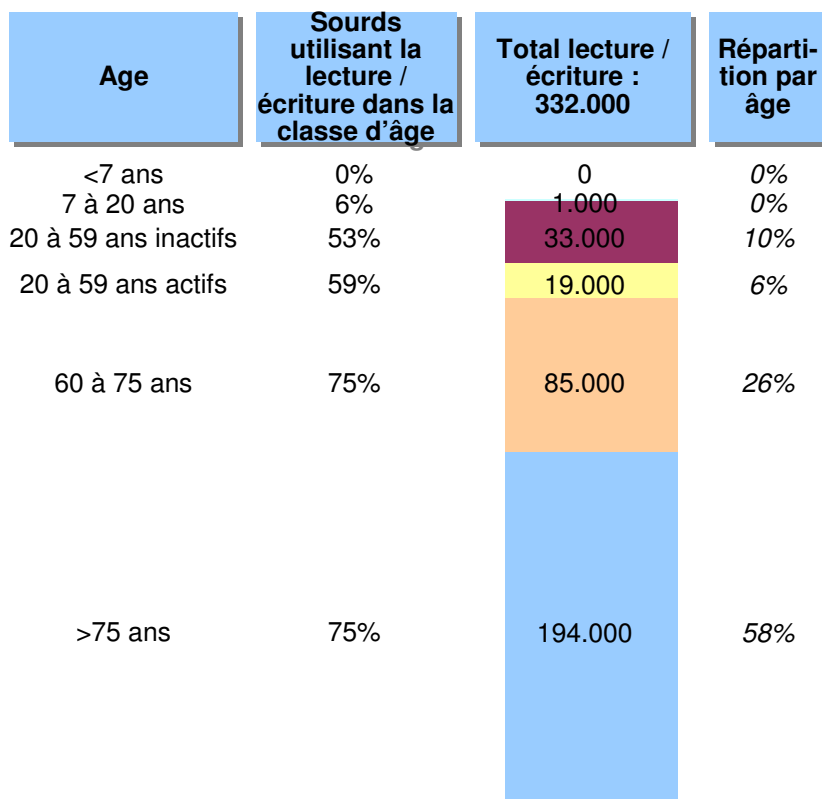 Age
Sourds
utilisant la
lecture /
écriture dans la
classe d'âge
Total lecture /
écriture :
332.000
Réparti-
tion par
âge
<7 ans 0% 0 0%
7 à 20 ans 6% 1.000 0%
20 à 59 ans inactifs 53% 33.000 10%
20 à 59 ans actifs 59% 19.000 6%
60 à 75 ans 75% 85.000 26%
>75 ans 75% 194.000 58%